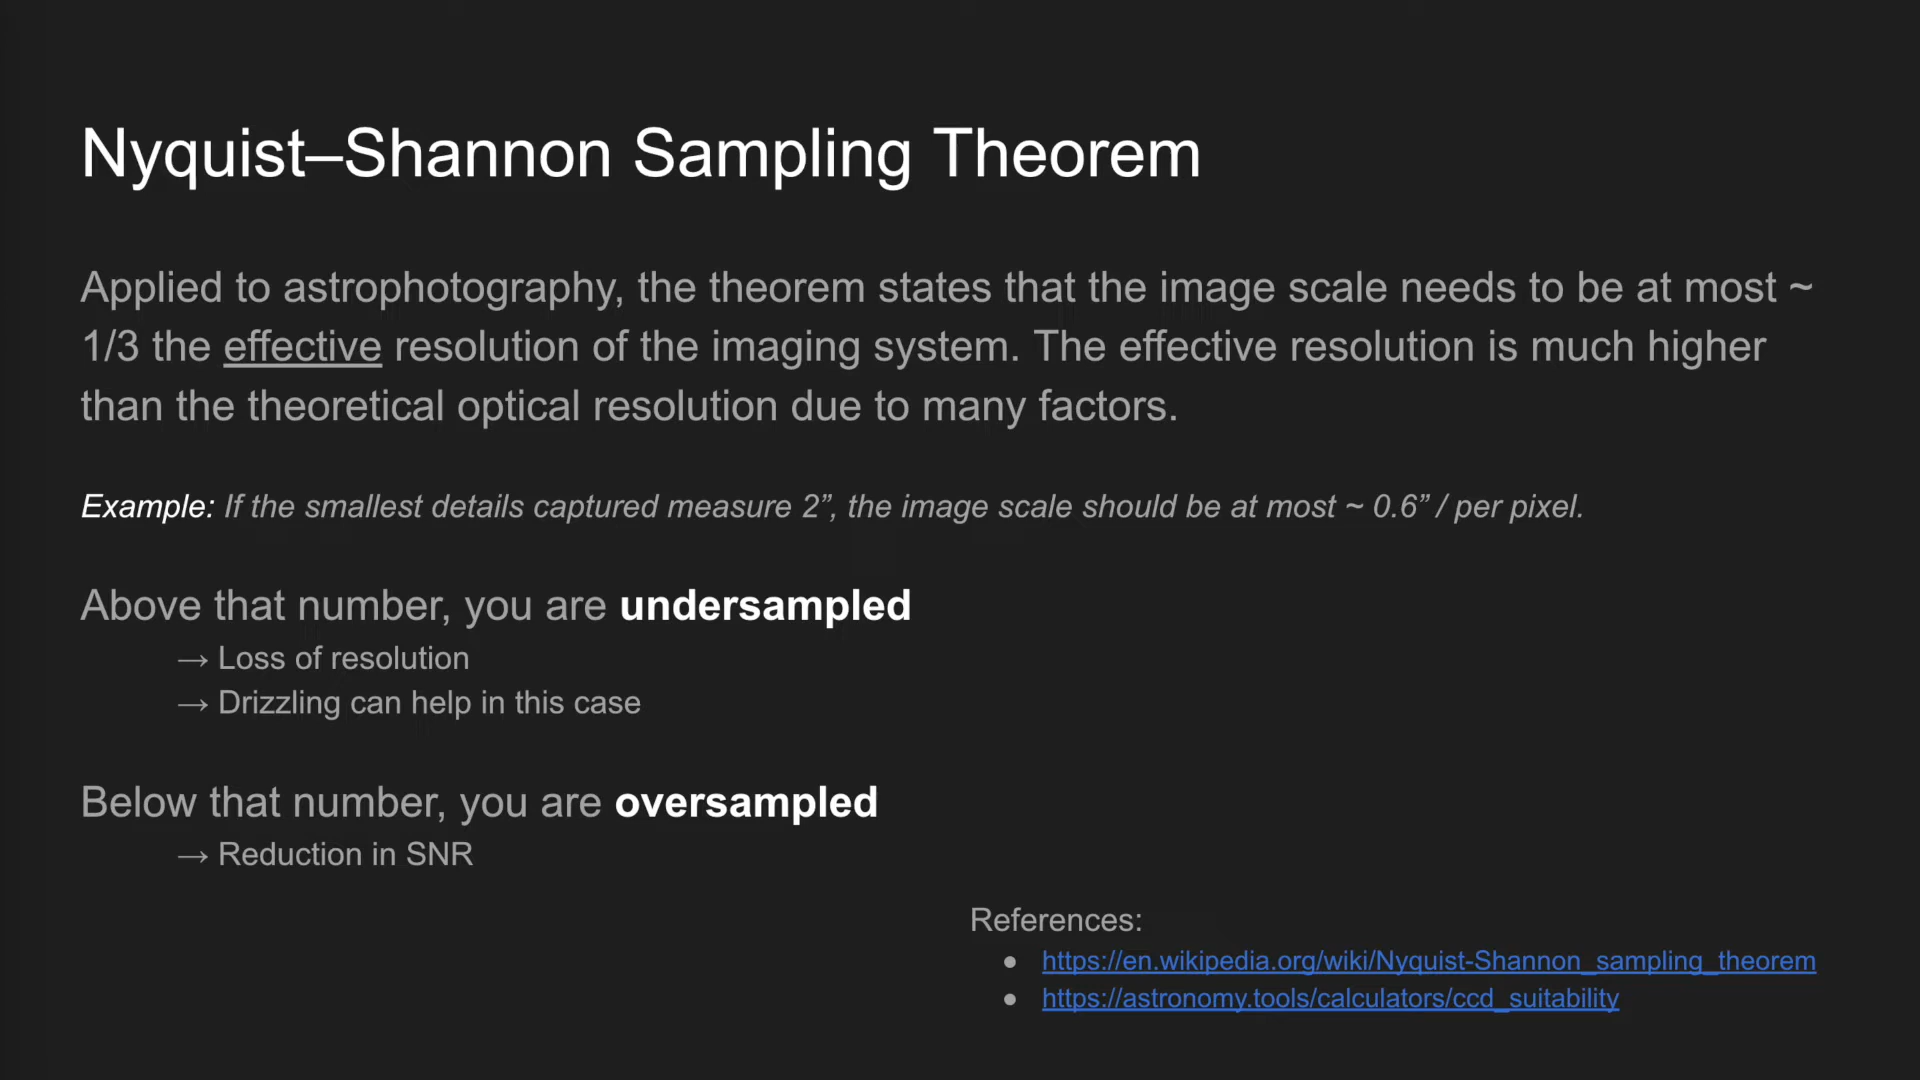 Nyquist–Shannon Sampling Theorem
Applied to astrophotography, the theorem states that the image scale needs to be at most ~
1/3 the effective resolution of the imaging system. The effective resolution is much higher
than the theoretical optical resolution due to many factors.
Example: If the smallest details captured measure 2”, the image scale should be at most ~ 0.6” / per pixel.
Above that number, you are undersampled
→ Loss of resolution
→ Drizzling can help in this case
Below that number, you are oversampled
→ Reduction in SNR
References:
● https://en.wikipedia.org/wiki/Nyquist-Shannon_sampling_theorem
● https://astronomy.tools/calculators/ccd_suitability